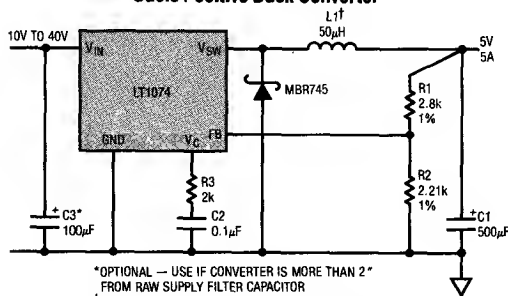 Basic Positive Buck Converter
L1†
50µH
10V TO 40V
VIN
VSW
5V
5A
LT1074
MBR745
R1
2.8k
1%
GND
VC
FB
R3
2k
R2
2.21k
1%
+
C3*
100µF
C2
0.1µF
+
C1
500µF
*OPTIONAL — USE IF CONVERTER IS MORE THAN 2"
FROM RAW SUPPLY FILTER CAPACITOR